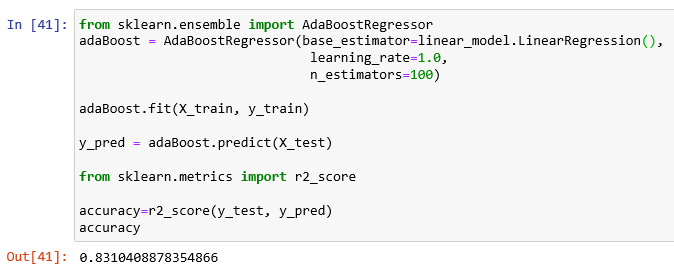 In [41]: from sklearn.ensemble import AdaBoostRegressor
adaBoost = AdaBoostRegressor(base_estimator=linear_model.LinearRegression(),
learning_rate=1.0,
n_estimators=100)
adaBoost.fit(X_train, y_train)
y_pred = adaBoost.predict(X_test)
from sklearn.metrics import r2_score
accuracy=r2_score(y_test, y_pred)
accuracy
Out[41]: 0.8310408878354866